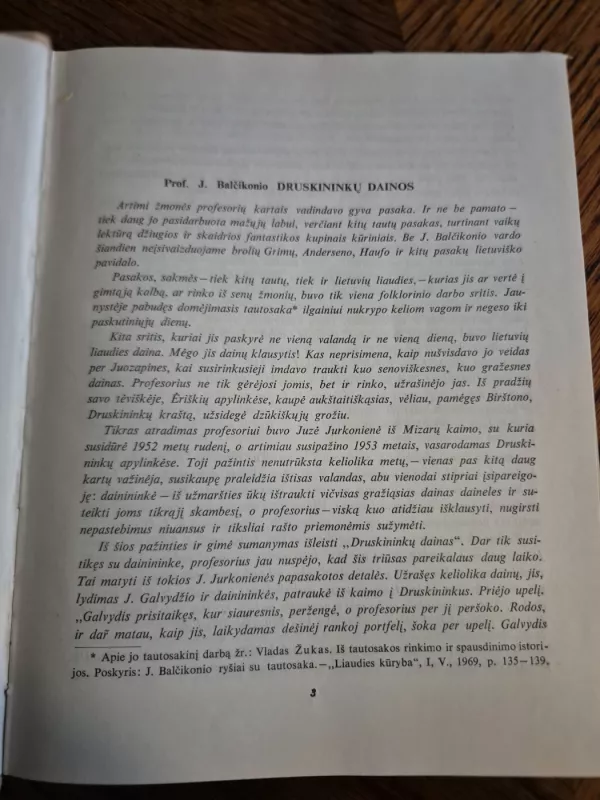 Prof. J. Balčikonio DRUSKININKŲ DAINOS
Artimi žmonės profesorių kartais vadindavo gyva pasaka. Ir ne be pamato —
tiek daug jo pasidarbuota mažųjų labui, verčiant kitų tautų pasakas, turtinant vaikų
lektūrą džiugios ir skaidrios fantastikos kupinais kūriniais. Be J. Balčikonio vardo
šiandien neįsivaizduojame brolių Grimų, Anderseno, Haufo ir kitų pasakų lietuviško
pavidalo.
Pasakos, sakmės — tiek kitų tautų, tiek ir lietuvių liaudies, — kurias jis ar vertė į
gimtąją kalbą, ar rinko iš senų žmonių, buvo tik viena folklorinio darbo sritis. Jau-
nystėje pabudęs domėjimasis tautosaka* ilgainiui nukrypo keliom vagom ir negeso iki
paskutiniųjų dienų.
Kita sritis, kuriai jis paskyrė ne vieną valandą ir ne vieną dieną, buvo lietuvių
liaudies daina. Mėgo jis dainų klausytis! Kas neprisimena, kaip nušvisdavo jo veidas
per Juozapines, kai susirinkusieji imdavo traukti kuo senoviškesnes, kuo gražesnes
dainas. Profesorius ne tik gėrėjosi jomis, bet ir rinko, užrašinėjo jas. Iš pradžių
savo tėviškėje, Ėriškių apylinkėse, kaupė aukštaitiškąsias, vėliau, pamėgęs Birštono,
Druskininkų kraštą, užsidegė dzūkiškųjų grožiu.
Tikras atradimas profesoriui buvo Juzė Jurkonienė iš Mizarų kaimo, su kuria
susidūrė 1952 metų rudenį, o artimiau susipažino 1953 metais, vasarodamas Druski-
ninkų apylinkėse. Toji pažintis nenutrūksta keliolika metų, — vienas pas kitą daug
kartų važinėja, susikaupę praleidžia ištisas valandas, abu vienodai stipriai įsipareigo-
ję: dainininkė — iš užmaršties ūkų ištraukti vičvisas gražiąsias dainas daineles ir su-
teikti joms tikrąjį skambesį, o profesorius — viską kuo atidžiau išklausyti, nugirsti
nepastebimus niuansus ir tiksliai rašto priemonėmis sužymėti.
Iš šios pažinties ir gimė sumanymas išleisti „Druskininkų dainas“. Dar tik susi-
tikęs su dainininke, profesorius jau nuspėjo, kad šis triūsas pareikalaus daug laiko.
Tai matyti iš tokios J. Jurkonienės papasakotos detalės. Užrašęs keliolika dainų, jis,
lydimas J. Galvydžio ir dainininkės, patraukė iš kaimo į Druskininkus. Priėjo upelį.
„Galvydis prisitaikęs, kur siauresnis, peržengė, o profesorius per jį peršoko. Rodos,
ir dař matau, kaip jis, laikydamas dešinėj rankoj portfelį, šoka per upelį. Galvydis
* Apie jo tautosakinį darbą žr.: Vladas Žukas. Iš tautosakos rinkimo ir spausdinimo istori-
jos. Poskyris: J. Balčikonio ryšiai su tautosaka. — „Liaudies kūryba“, I, V., 1969, p. 135—139.
3